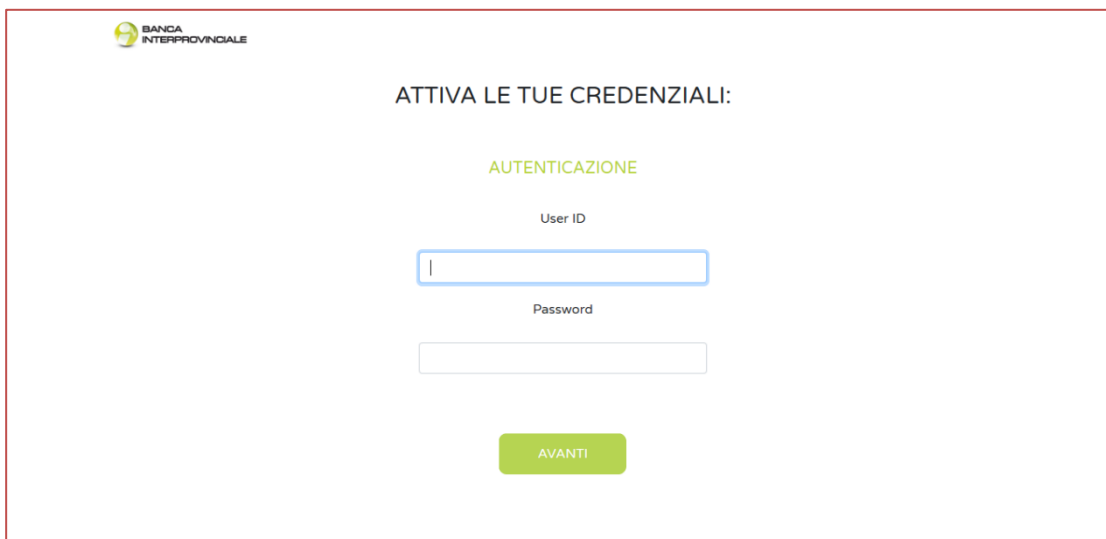 BANCA
INTERPROVINCIALE
ATTIVA LE TUE CREDENZIALI:
AUTENTICAZIONE
User ID
Password
AVANTI